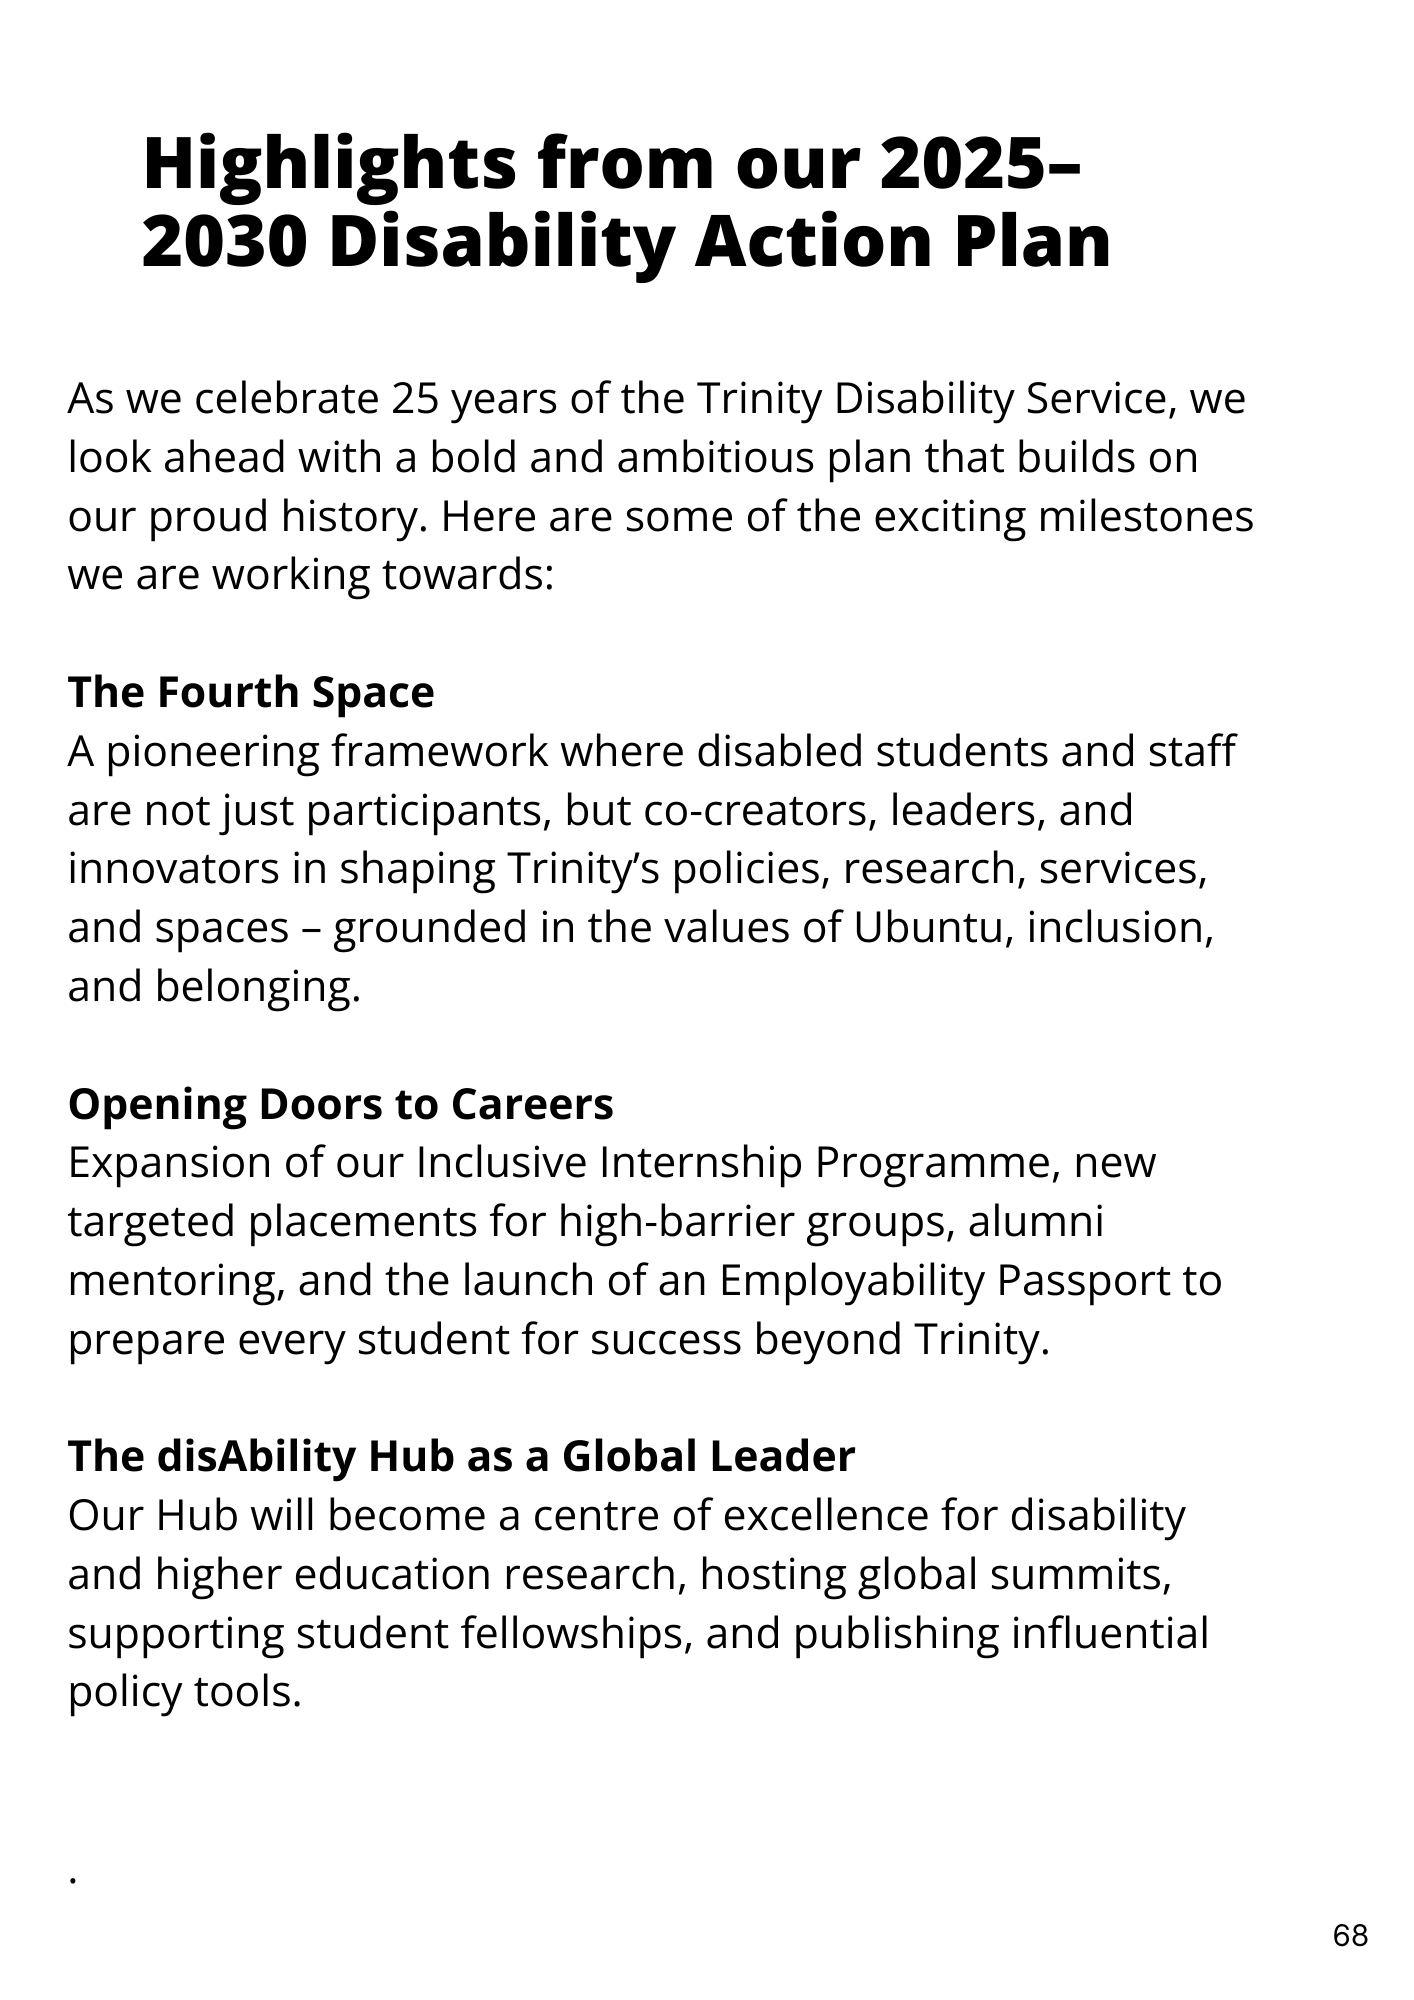 Highlights from our 2025–
2030 Disability Action Plan
As we celebrate 25 years of the Trinity Disability Service, we
look ahead with a bold and ambitious plan that builds on
our proud history. Here are some of the exciting milestones
we are working towards:
The Fourth Space
A pioneering framework where disabled students and staff
are not just participants, but co-creators, leaders, and
innovators in shaping Trinity’s policies, research, services,
and spaces – grounded in the values of Ubuntu, inclusion,
and belonging.
Opening Doors to Careers
Expansion of our Inclusive Internship Programme, new
targeted placements for high-barrier groups, alumni
mentoring, and the launch of an Employability Passport to
prepare every student for success beyond Trinity.
The disAbility Hub as a Global Leader
Our Hub will become a centre of excellence for disability
and higher education research, hosting global summits,
supporting student fellowships, and publishing influential
policy tools.
.
68